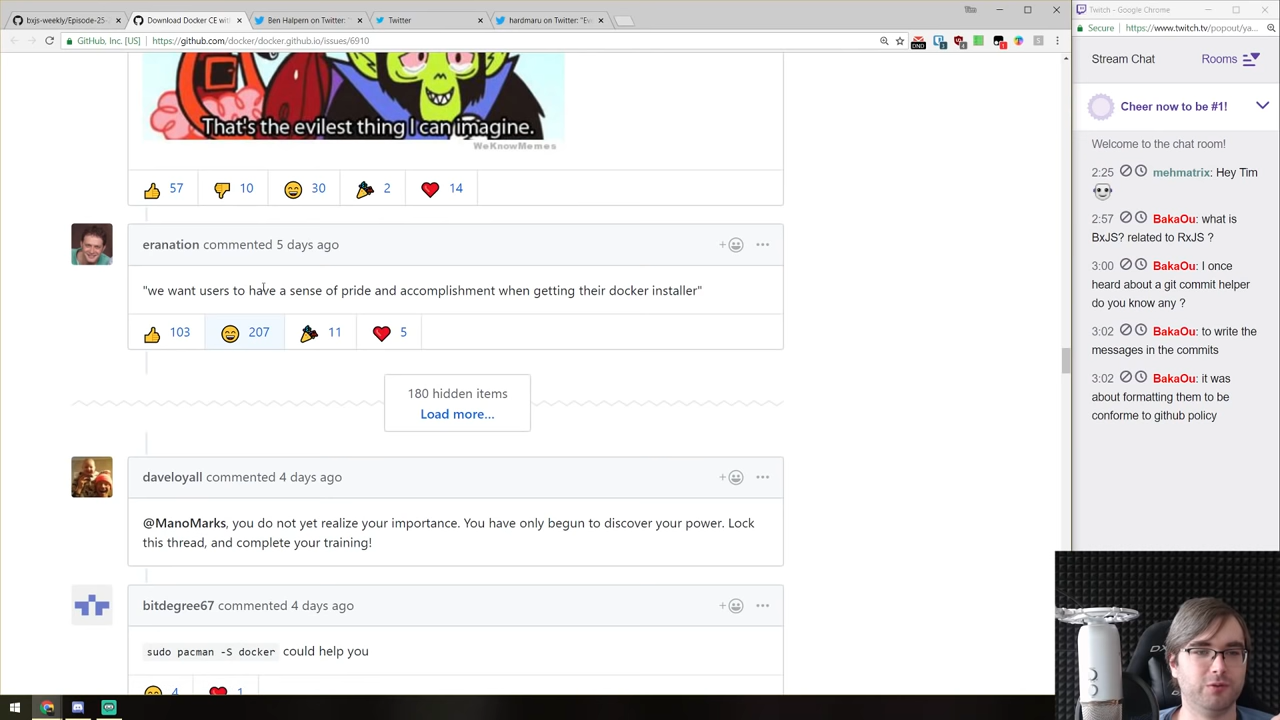 bxjs-weekly/Episode-25-
Download Docker CE with
Ben Halpern on Twitter: "
Twitter
hardmaru on Twitter: "Ex
Tim
GitHub, Inc. [US]
https://github.com/docker/docker.github.io/issues/6910
That's the evilest thing I can imagine.
WeKnowMemes
57
10
30
2
14
eranation commented 5 days ago
"we want users to have a sense of pride and accomplishment when getting their docker installer"
103
207
11
5
180 hidden items
Load more...
daveloyall commented 4 days ago
@ManoMarks, you do not yet realize your importance. You have only begun to discover your power. Lock
this thread, and complete your training!
bitdegree67 commented 4 days ago
sudo pacman -S docker could help you
4
1
Twitch - Google Chrome
Secure
https://www.twitch.tv/popout/ya...
Stream Chat
Rooms
Cheer now to be #1!
Welcome to the chat room!
2:25 mehmatrix: Hey Tim
2:57 BakaOu: what is
BxJS? related to RxJS ?
3:00 BakaOu: I once
heard about a git commit helper
do you know any ?
3:02 BakaOu: to write the
messages in the commits
3:02 BakaOu: it was
about formatting them to be
conforme to github policy